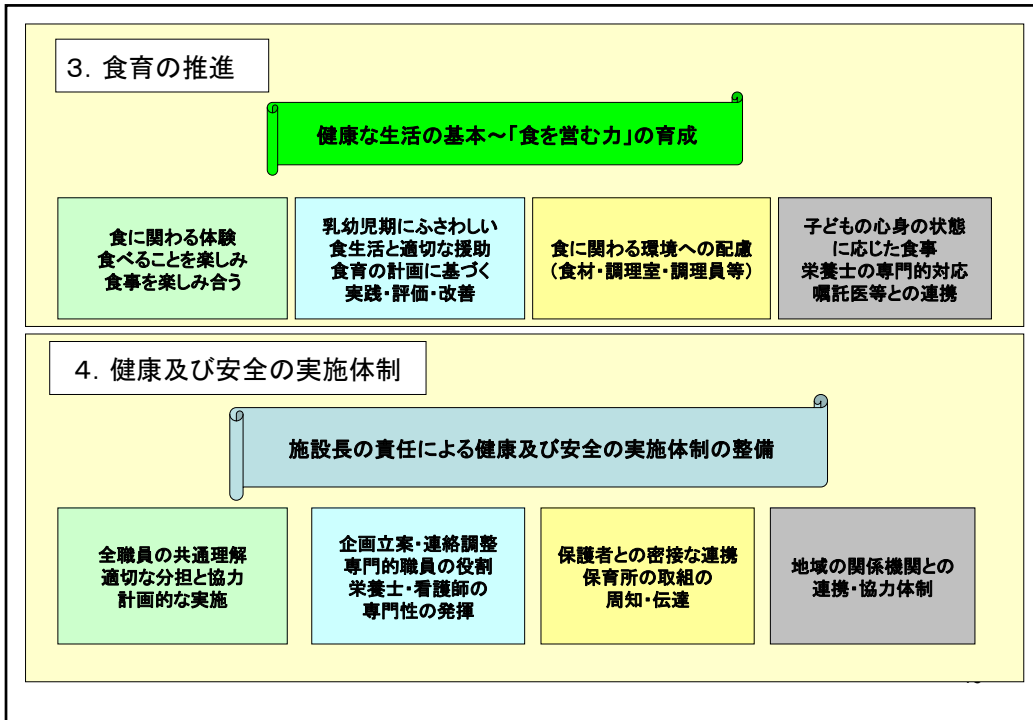 3．食育の推進
健康な生活の基本～「食を営む力」の育成
食に関わる体験
食べることを楽しみ
食事を楽しみ合う
乳幼児期にふさわしい
食生活と適切な援助
食育の計画に基づく
実践・評価・改善
食に関わる環境への配慮
（食材・調理室・調理員等）
子どもの心身の状態
に応じた食事
栄養士の専門的対応
嘱託医等との連携
4．健康及び安全の実施体制
施設長の責任による健康及び安全の実施体制の整備
全職員の共通理解
適切な分担と協力
計画的な実施
企画立案・連絡調整
専門的職員の役割
栄養士・看護師の
専門性の発揮
保護者との密接な連携
保育所の取組の
周知・伝達
地域の関係機関との
連携・協力体制